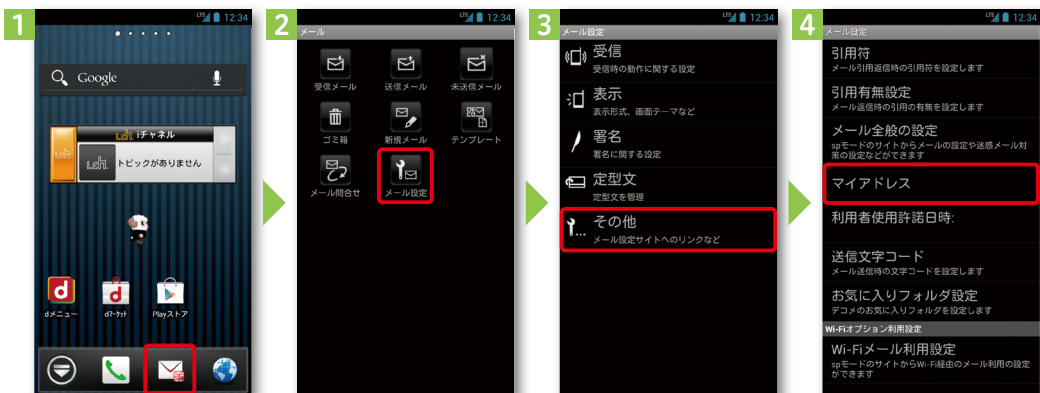 1
LTE 12:34
Google
i.ch iチャネル
i.ch
i.ch. トピックがありません
d
d
dメニュー
dマーケット
Playストア
2
LTE 12:34
メール
受信メール
送信メール
未送信メール
ゴミ箱
新規メール
テンプレート
メール問合せ
メール設定
3
LTE 12:34
メール設定
受信
受信時の動作に関する設定
表示
表示形式、画面テーマなど
署名
署名に関する設定
定型文
定型文を管理
その他
メール設定サイトへのリンクなど
4
LTE 12:34
メール設定
引用符
メール引用返信時の引用符を設定します
引用有無設定
メール返信時の引用の有無を設定します
メール全般の設定
spモードのサイトからメールの設定や迷惑メール対
策の設定などができます
マイアドレス
利用者使用許諾日時:
送信文字コード
メール送信時の文字コードを設定します
お気に入りフォルダ設定
デコメのお気に入りフォルダを設定します
Wi-Fiオプション利用設定
Wi-Fiメール利用設定
spモードのサイトからWi-Fi経由のメール利用の設定
ができます